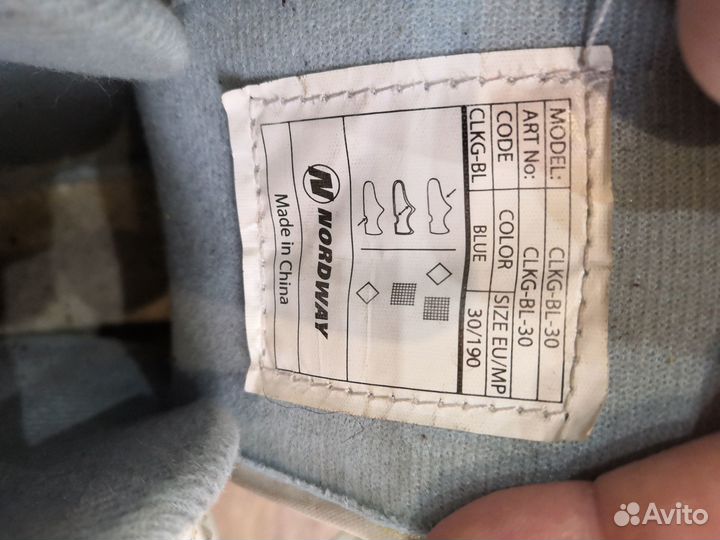 MODEL: CLKG-BL-30
ART No: CLKG-BL-30
CODE COLOR SIZE EU/MP
CLKG-BL BLUE 30/190
N NORDWAY
Made in China
Avito